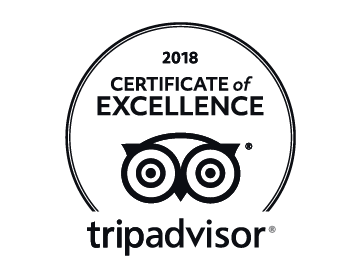 2018
CERTIFICATE of
EXCELLENCE
®
tripadvisor®